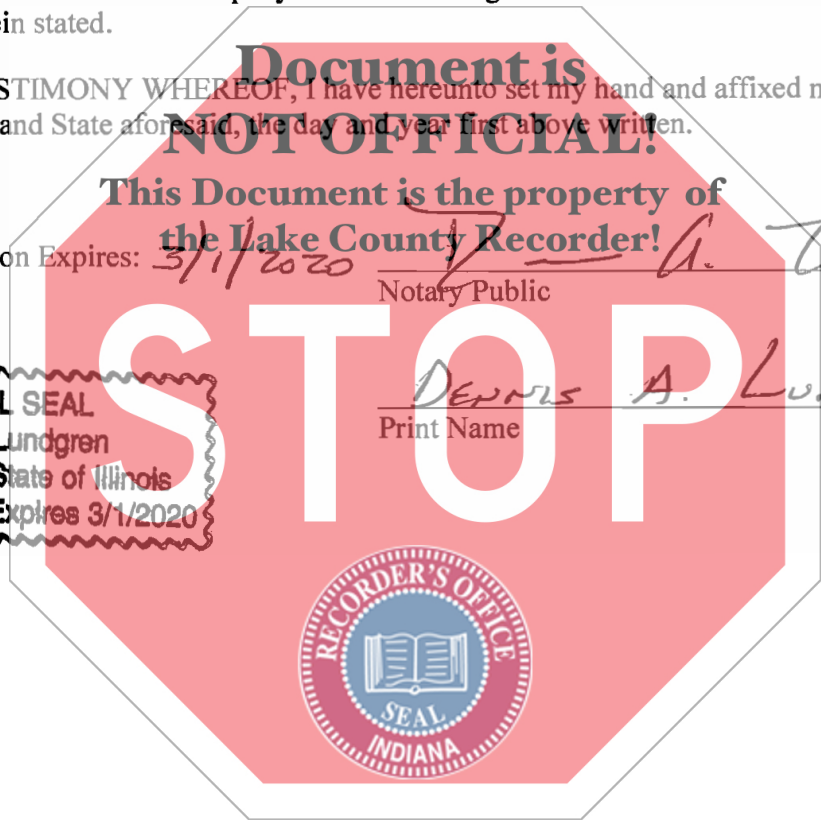 ein stated.
Document is
STIMONY WHEREOF, I have hereunto set my hand and affixed
and State aforesaid, the day and year first above written.
NOT OFFICIAL!
This Document is the property of
the Lake County Recorder!
on Expires: 3/1/2020
Notary Public
STOP
L SEAL
Lundgren
State of Illinois
Expires 3/1/2020
DENNIS A. Lu
Print Name
RECORDER'S OFFICE
SEAL
INDIANA